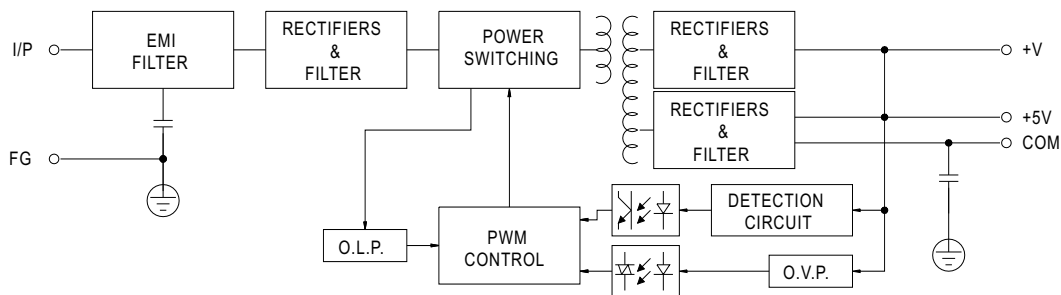 I/P
EMI
FILTER
RECTIFIERS
&
FILTER
POWER
SWITCHING
RECTIFIERS
&
FILTER
+V
RECTIFIERS
&
FILTER
+5V
COM
FG
DETECTION
CIRCUIT
O.L.P.
PWM
CONTROL
O.V.P.